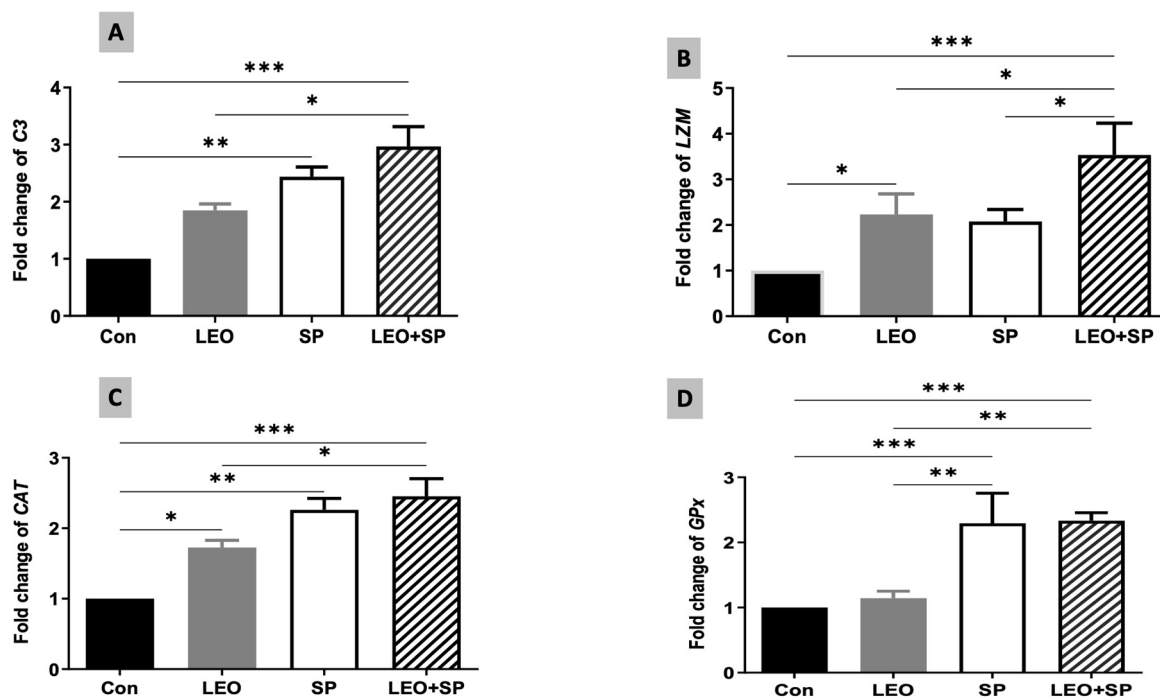 A
Fold change of C3
4
3
2
1
0
***
*
**
Con LEO SP LEO+SP
B
Fold change of LZM
5
4
3
2
1
0
***
*
*
*
Con LEO SP LEO+SP
C
Fold change of CAT
3
2
1
0
***
*
**
*
Con LEO SP LEO+SP
D
Fold change of GPx
3
2
1
0
***
**
***
**
Con LEO SP LEO+SP